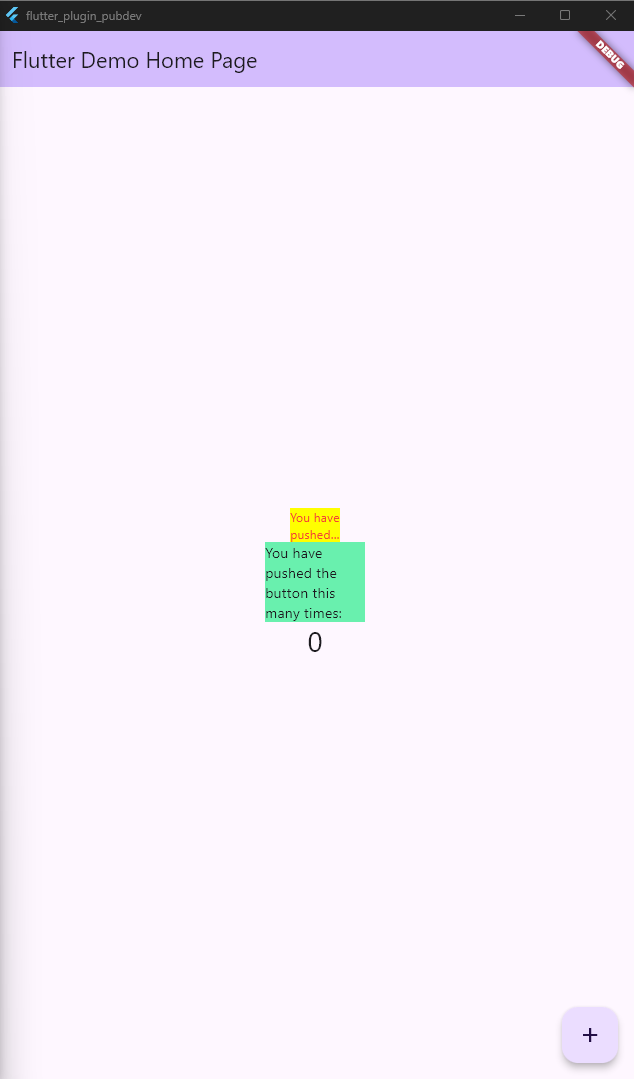 flutter_plugin_pubdev
Flutter Demo Home Page
DEBUG
You have
pushed...
You have
pushed the
button this
many times:
0
+